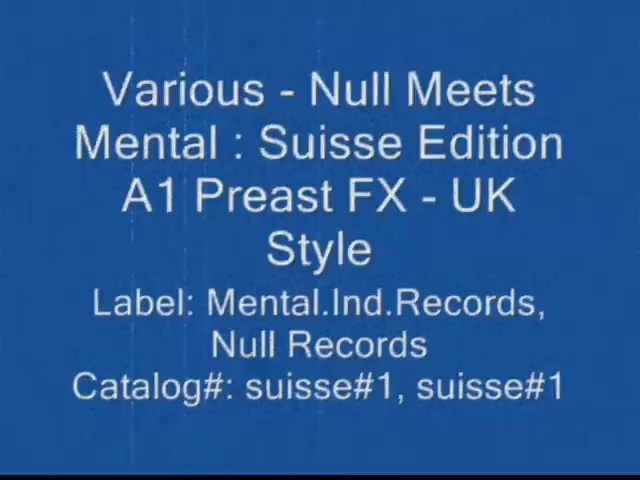 Various - Null Meets
Mental : Suisse Edition
A1 Preast FX - UK
Style
Label: Mental.Ind.Records,
Null Records
Catalog#: suisse#1, suisse#1